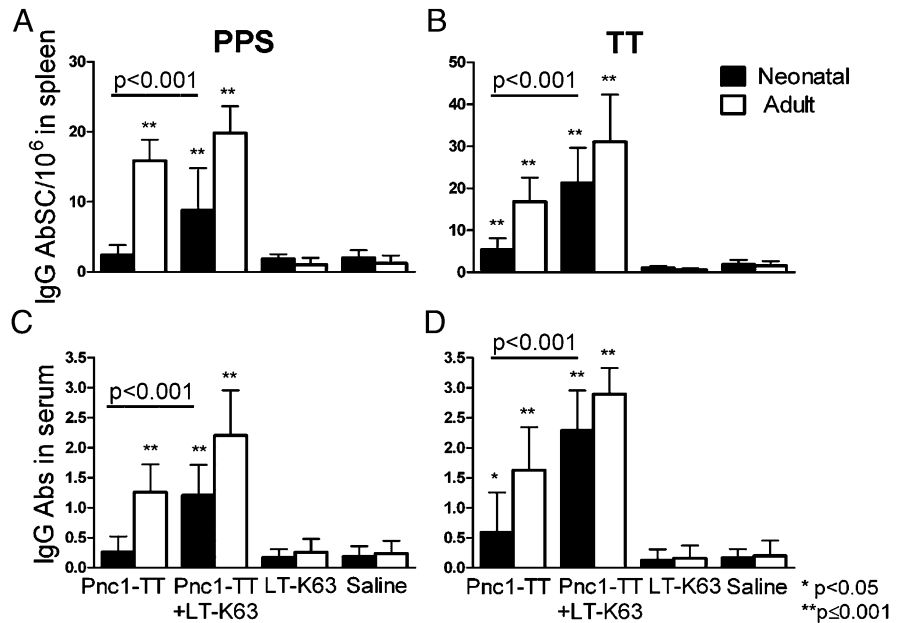 A
PPS
B
TT
IgG AbSC/10⁶ in spleen
30
20
10
0
p<0.001
**
**
**
50
40
30
20
10
0
p<0.001
**
**
**
**
Neonatal
Adult
C
D
IgG Abs in serum
3.5
3.0
2.5
2.0
1.5
1.0
0.5
0.0
p<0.001
**
**
**
3.5
3.0
2.5
2.0
1.5
1.0
0.5
0.0
p<0.001
*
**
**
**
Pnc1-TT Pnc1-TT LT-K63 Saline
+LT-K63
Pnc1-TT Pnc1-TT LT-K63 Saline
+LT-K63
* p<0.05
**p≤0.001